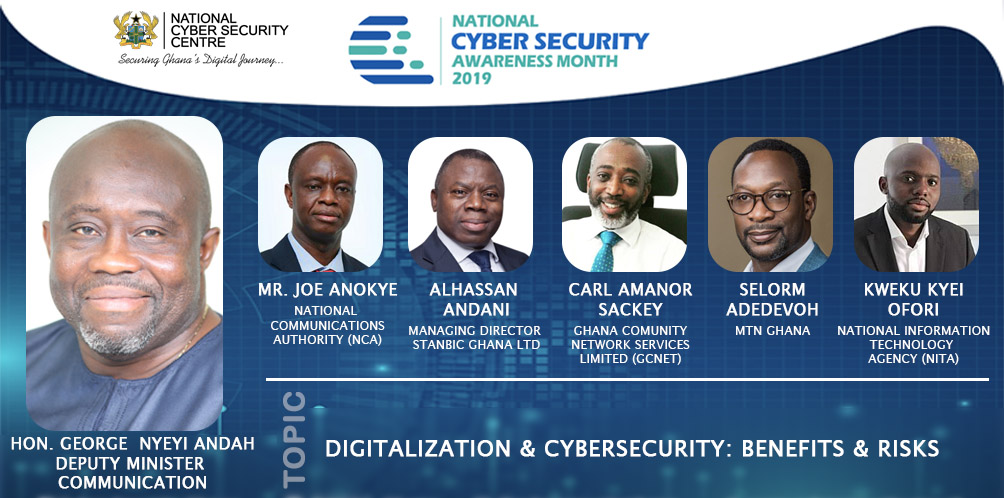 NATIONAL
CYBER SECURITY
CENTRE
Securing Ghana's Digital Journey...
NATIONAL
CYBER SECURITY
AWARENESS MONTH
2019
HON. GEORGE NYEYI ANDAH
DEPUTY MINISTER
COMMUNICATION
MR. JOE ANOKYE
NATIONAL
COMMUNICATIONS
AUTHORITY (NCA)
ALHASSAN
ANDANI
MANAGING DIRECTOR
STANBIC GHANA LTD
CARL AMANOR
SACKEY
GHANA COMUNITY
NETWORK SERVICES
LIMITED (GCNET)
SELORM
ADEDEVOH
MTN GHANA
KWEKU KYEI
OFORI
NATIONAL INFORMATION
TECHNOLOGY
AGENCY (NITA)
TOPIC
DIGITALIZATION & CYBERSECURITY: BENEFITS & RISKS